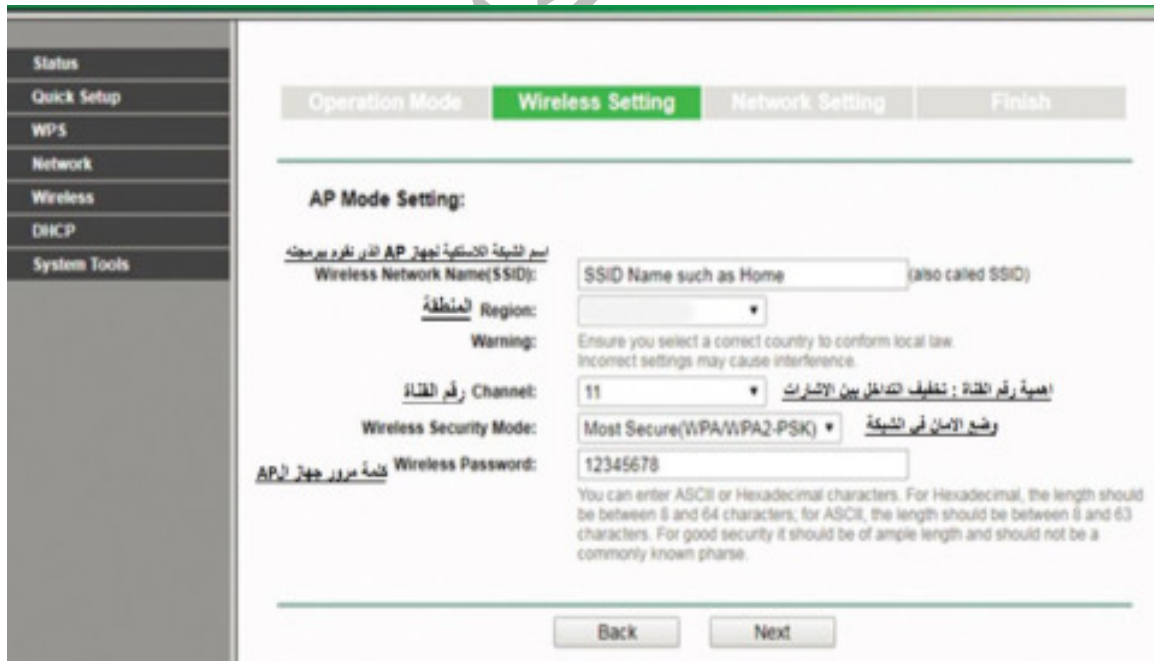 Status
Quick Setup
WPS
Network
Wireless
DHCP
System Tools
Operation Mode Wireless Setting Network Setting Finish
AP Mode Setting:
اسم الشبكة اللاسلكية لجهاز AP الذي نقوم ببرمجته
Wireless Network Name(SSID): SSID Name such as Home (also called SSID)
المنطقة Region:
Warning: Ensure you select a correct country to conform local law.
Incorrect settings may cause interference.
رقم القناة Channel: 11 اهمية رقم القناة : تخفيف التداخل بين الاشارات
Wireless Security Mode: Most Secure(WPA/WPA2-PSK) وضع الامان في الشبكة
كلمة مرور جهاز الAP Wireless Password: 12345678
You can enter ASCII or Hexadecimal characters. For Hexadecimal, the length should
be between 8 and 64 characters; for ASCII, the length should be between 8 and 63
characters. For good security it should be of ample length and should not be a
commonly known pharse.
Back Next